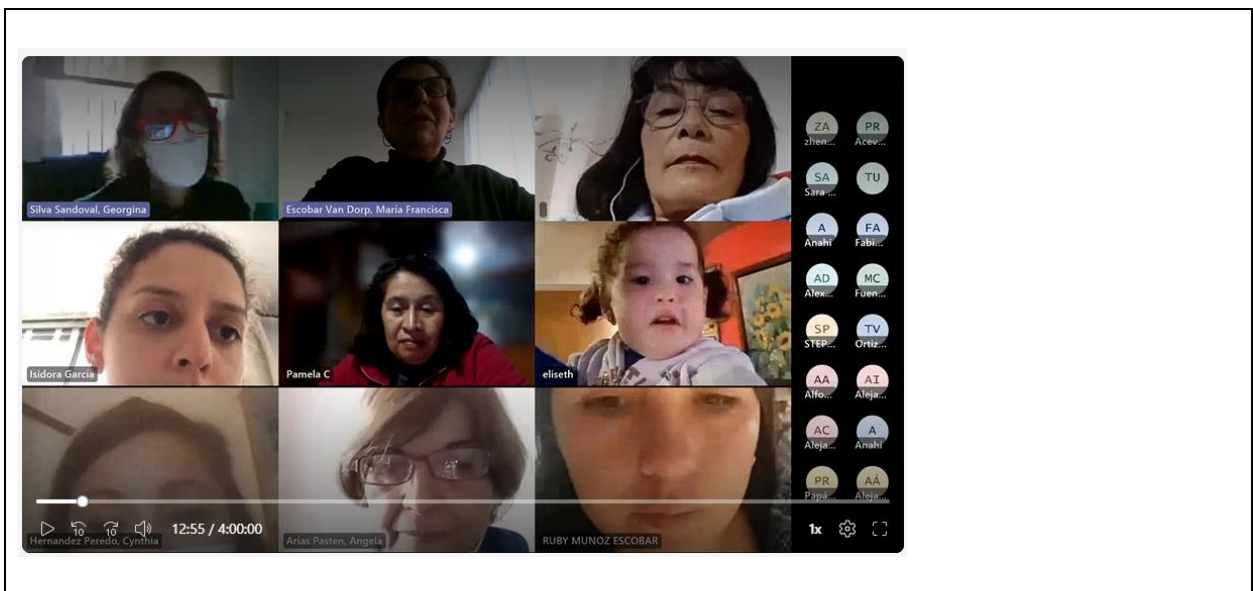 ZA PR
zhen... Acev...
SA TU
Sara ...
Silva Sandoval, Georgina
Escobar Van Dorp, María Francisca
A FA
Anahi Fabi...
AD MC
Alex... Fuen...
SP TV
STEP... Ortiz...
Isidora García
Pamela C
eliseth
AA AI
Alfo... Aleja...
AC A
Aleja... Anahi
PR AÁ
Papá... Aleja...
10 10 12:55 / 4:00:00 1x
Hernandez Peredo, Cynthia
Arias Pasten, Angela
RUBY MUNOZ ESCOBAR